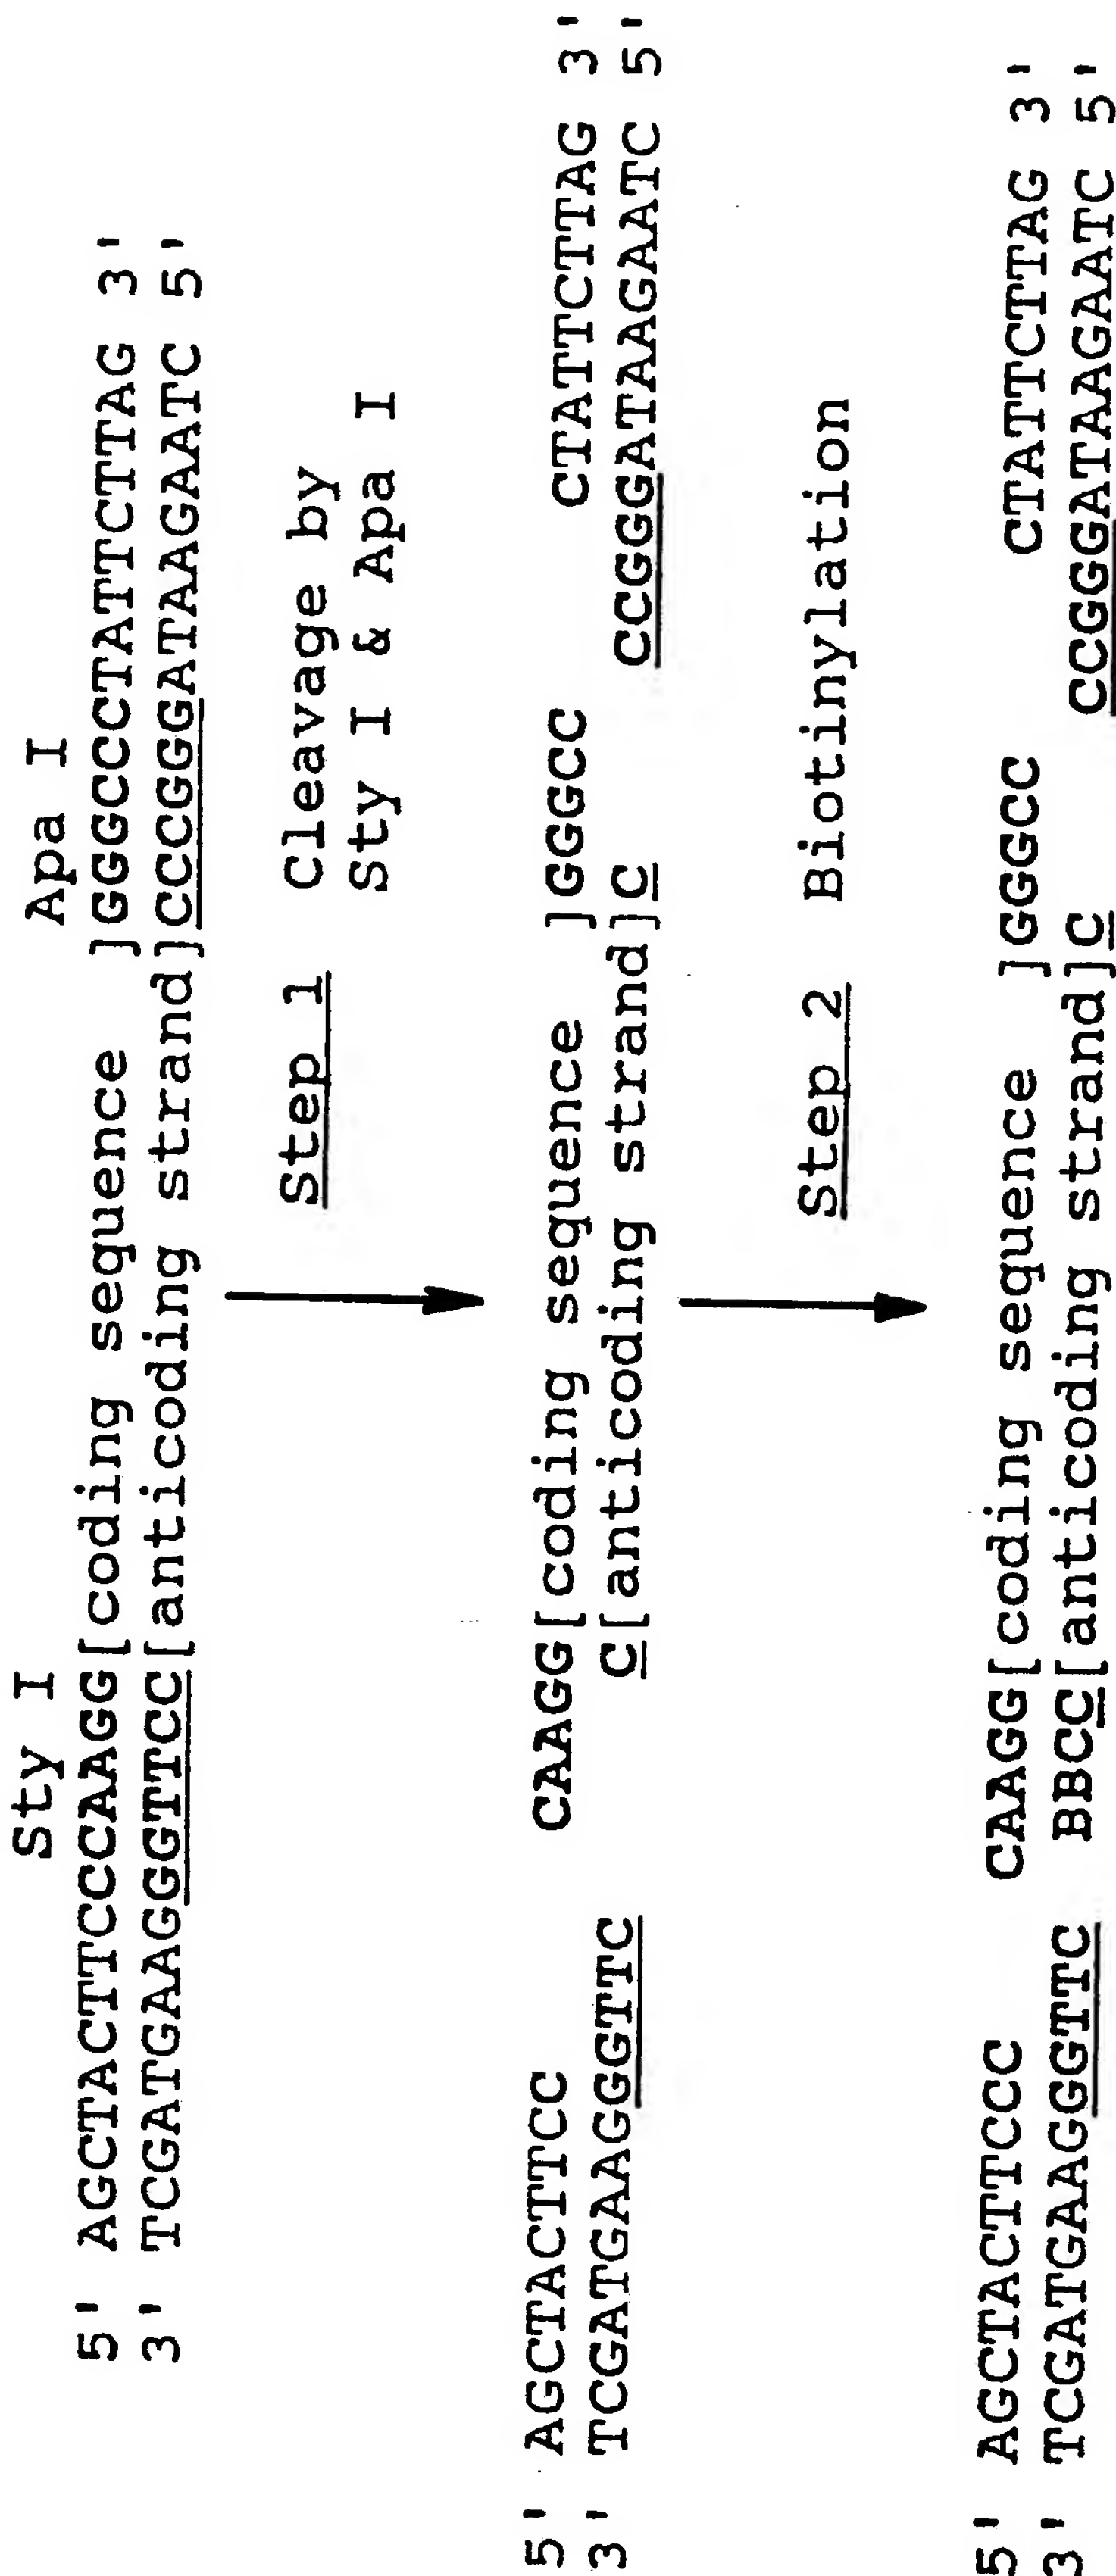 Sty I Apa I
5' AGCTACTTCCCAAGG[coding sequence ]GGGCCCTATTCTTAG 3'
3' TCGATGAAGGGTTCC[anticoding strand]CCCGGGATAAGAATC 5'
Step 1 Cleavage by
Sty I & Apa I
5' AGCTACTTCC CAAGG[coding sequence ]GGGCC CTATTCTTAG 3'
3' TCGATGAAGGGTTC C[anticoding strand]C CCGGGATAAGAATC 5'
Step 2 Biotinylation
5' AGCTACTTCCC CAAGG[coding sequence ]GGGCC CTATTCTTAG 3'
3' TCGATGAAGGGTTC BBCC[anticoding strand]C CCGGGATAAGAATC 5'